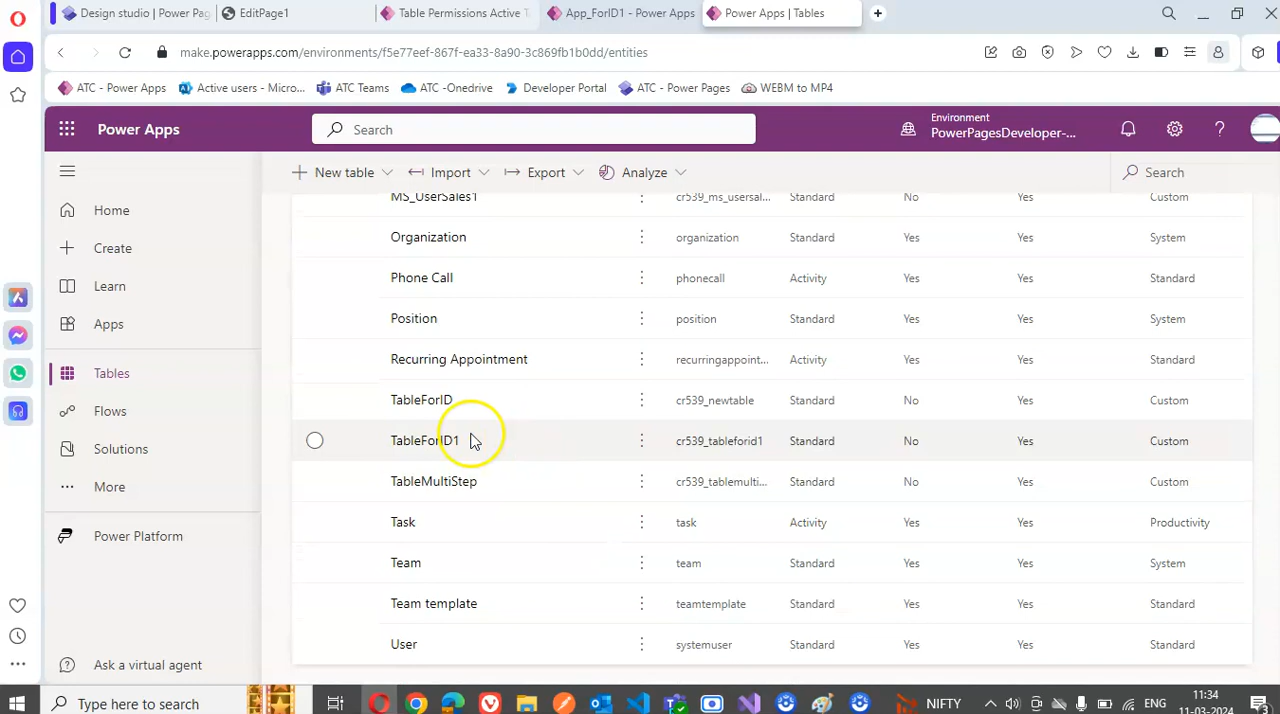 Design studio | Power Pag
EditPage1
Table Permissions Active T
App_ForID1 - Power Apps
Power Apps | Tables
make.powerapps.com/environments/f5e77eef-867f-ea33-8a90-3c869fb1b0dd/entities
ATC - Power Apps
Active users - Micro...
ATC Teams
ATC -Onedrive
Developer Portal
ATC - Power Pages
WEBM to MP4
Power Apps
Search
Environment
PowerPagesDeveloper-...
New table
Import
Export
Analyze
Search
Home
Create
Learn
Apps
Tables
Flows
Solutions
More
Power Platform
Ask a virtual agent
MS_UserSales1 cr539_ms_usersal... Standard No Yes Custom
Organization organization Standard Yes Yes System
Phone Call phonecall Activity Yes Yes Standard
Position position Standard Yes Yes System
Recurring Appointment recurringappoint... Activity Yes Yes Standard
TableForID cr539_newtable Standard No Yes Custom
TableForID1 cr539_tableforid1 Standard No Yes Custom
TableMultiStep cr539_tablemulti... Standard No Yes Custom
Task task Activity Yes Yes Productivity
Team team Standard Yes Yes System
Team template teamtemplate Standard Yes Yes Standard
User systemuser Standard Yes Yes Standard
Type here to search
NIFTY
ENG
11:34
11-03-2024